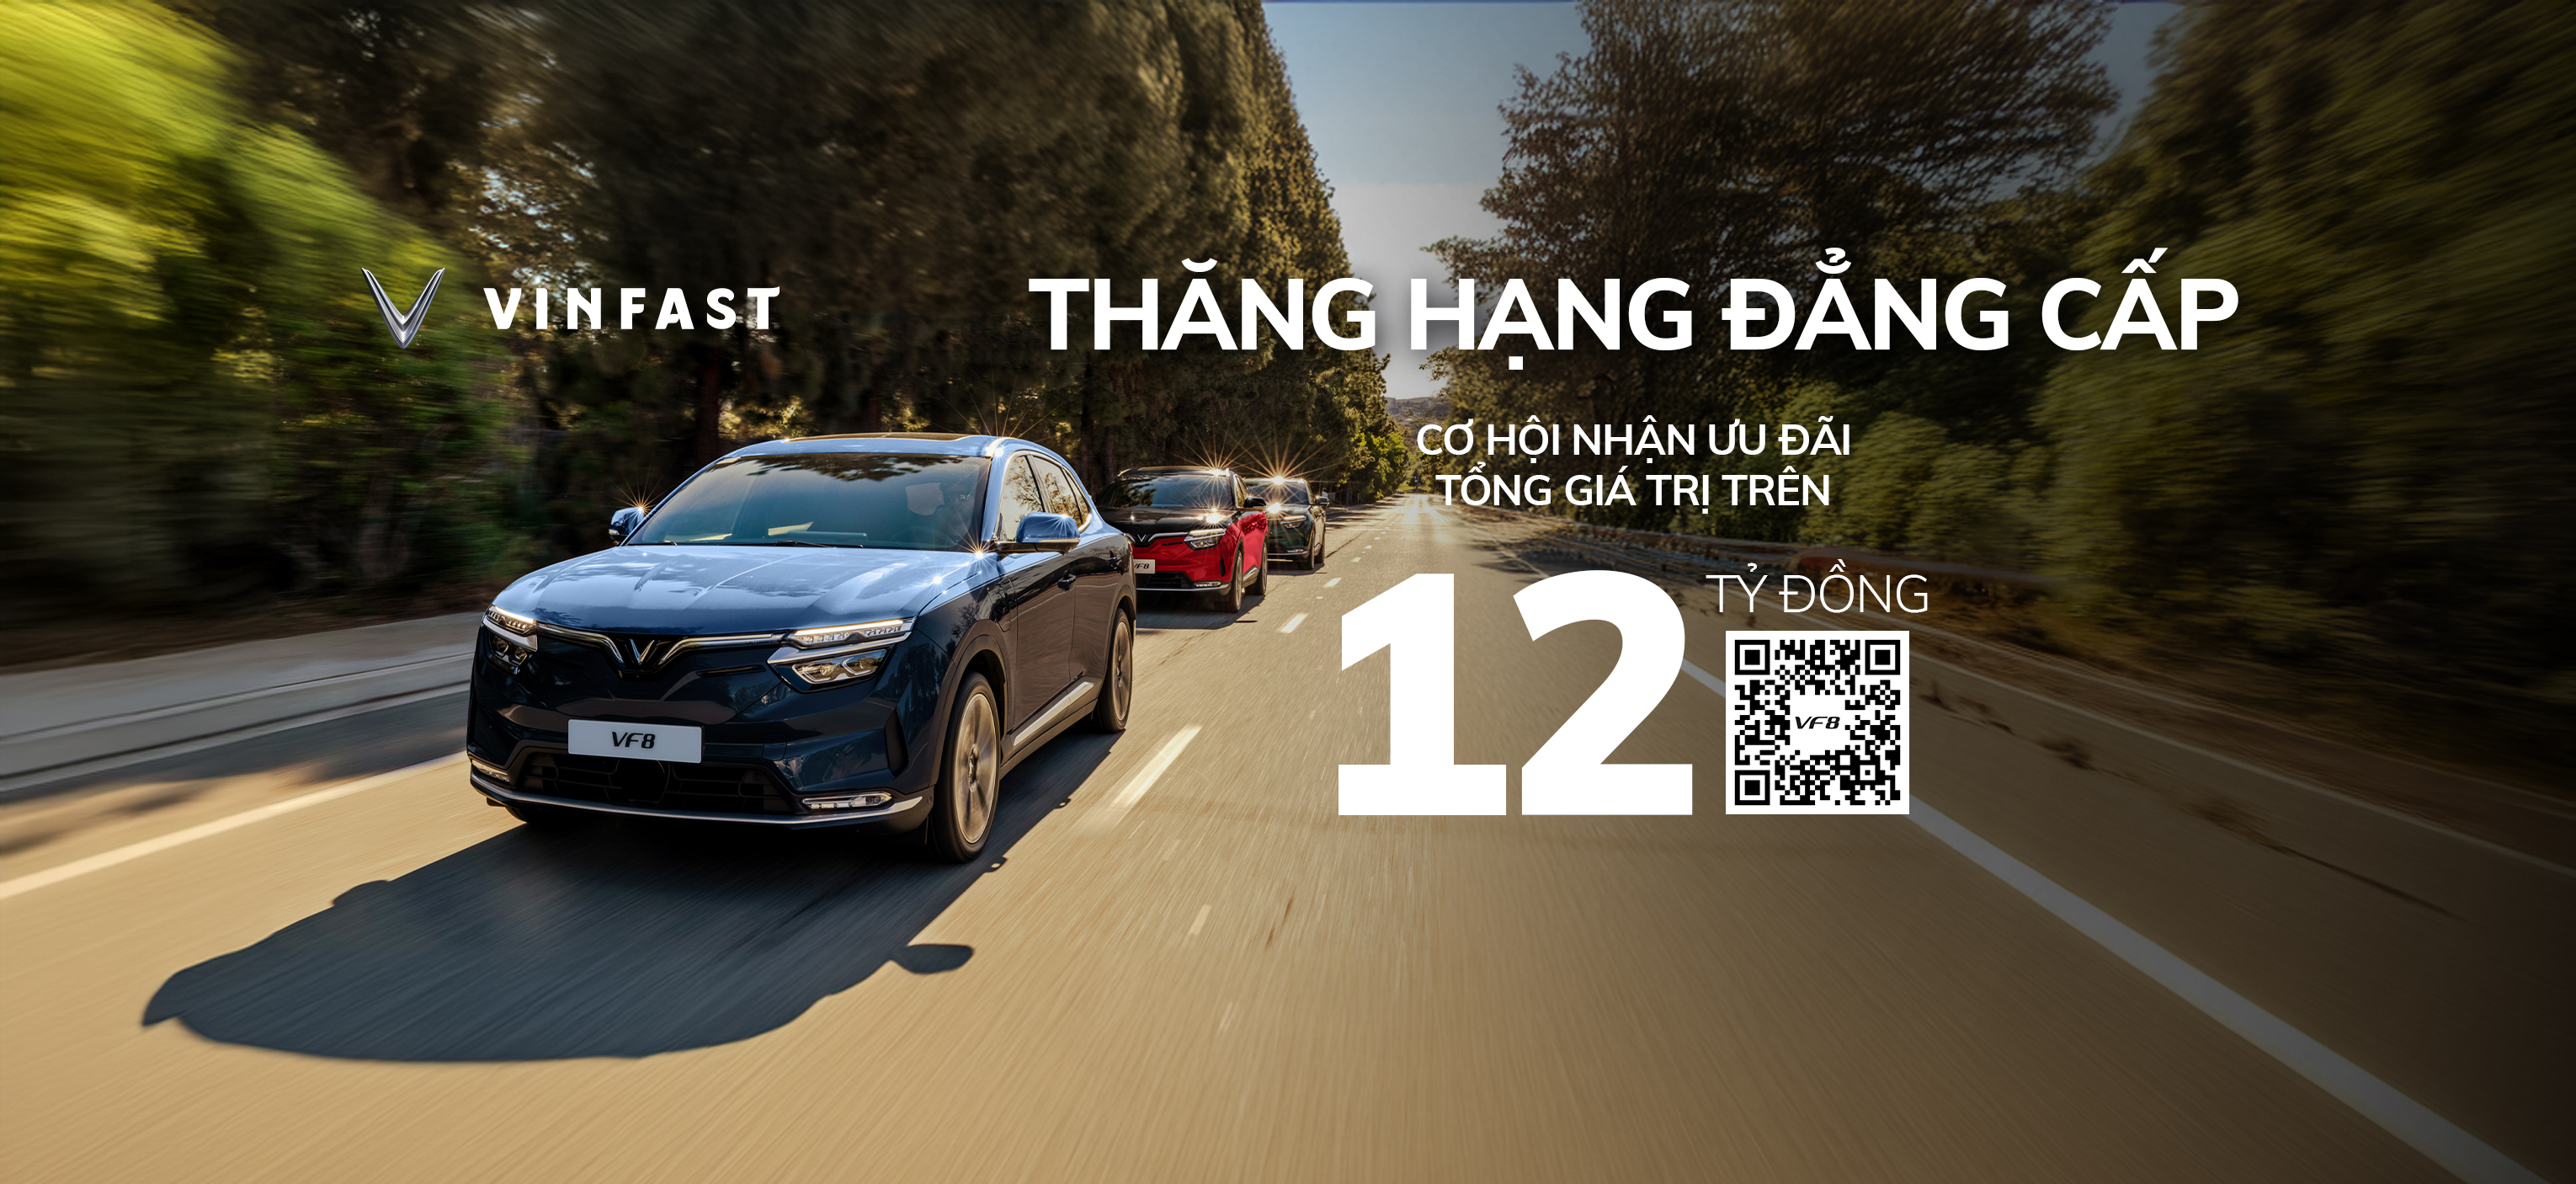 VINFAST
THĂNG HẠNG ĐẲNG CẤP
CƠ HỘI NHẬN ƯU ĐÃI
TỔNG GIÁ TRỊ TRÊN
12 TỶ ĐỒNG
VF8
VF8
VF8